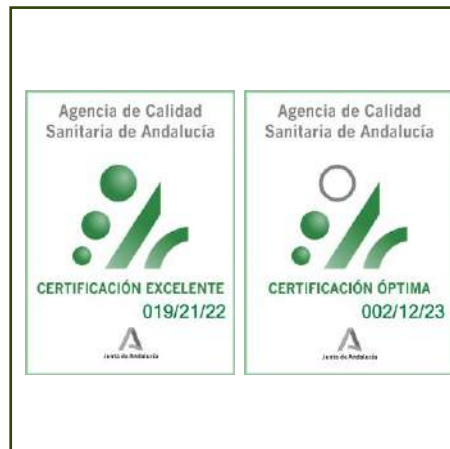 Agencia de Calidad
Sanitaria de Andalucía
CERTIFICACIÓN EXCELENTE
019/21/22
Junta de Andalucía
Agencia de Calidad
Sanitaria de Andalucía
CERTIFICACIÓN ÓPTIMA
002/12/23
Junta de Andalucía